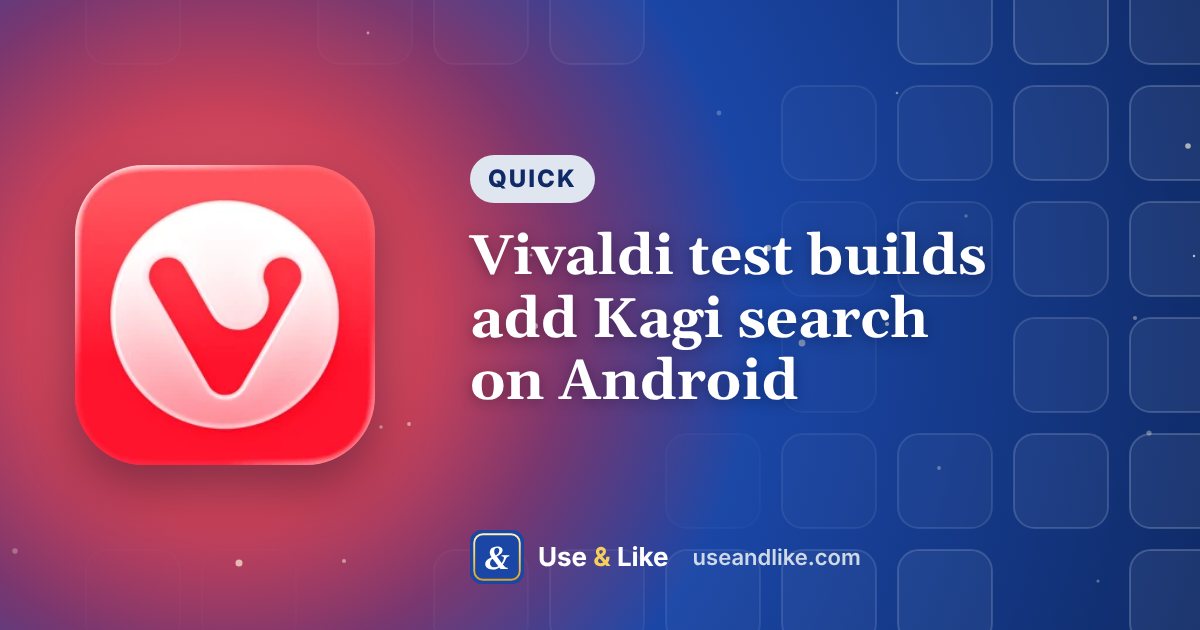 QUICK
Vivaldi test builds
add Kagi search
on Android
& Use & Like useandlike.com